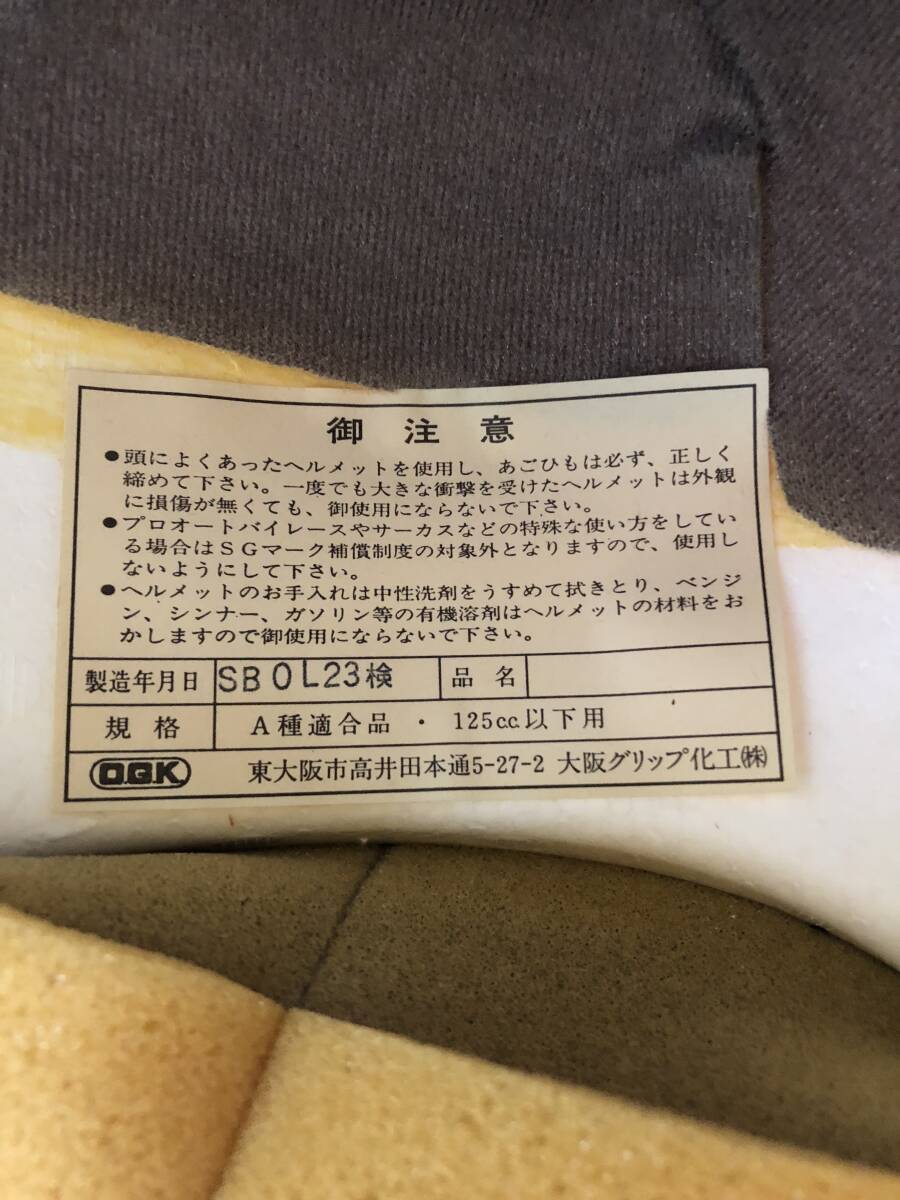 御注意
●頭によくあったヘルメットを使用し、あごひもは必ず、正しく
締めて下さい。一度でも大きな衝撃を受けたヘルメットは外観
に損傷が無くても、御使用にならないで下さい。
●プロオートバイレースやサーカスなどの特殊な使い方をしてい
る場合はSGマーク補償制度の対象外となりますので、使用し
ないようにして下さい。
●ヘルメットのお手入れは中性洗剤をうすめて拭きとり、ベンジ
ン、シンナー、ガソリン等の有機溶剤はヘルメットの材料をお
かしますので御使用にならないで下さい。
製造年月日 SB0L23検 品名
規格 A種適合品・125c.c.以下用
O.G.K. 東大阪市高井田本通5-27-2 大阪グリップ化工㈱